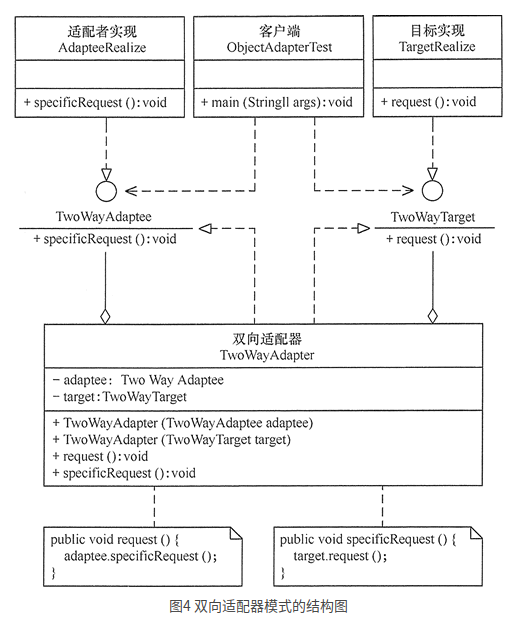 适配者实现
AdapteeRealize
+ specificRequest ():void
客户端
ObjectAdapterTest
+ main (StringIl args):void
目标实现
TargetRealize
+ request ():void
TwoWayAdaptee
+ specificRequest ():void
TwoWayTarget
+ request ():void
双向适配器
TwoWayAdapter
- adaptee: Two Way Adaptee
- target:TwoWayTarget
+ TwoWayAdapter (TwoWayAdaptee adaptee)
+ TwoWayAdapter (TwoWayTarget target)
+ request ():void
+ specificRequest ():void
public void request () {
adaptee.specificRequest ();
}
public void specificRequest () {
target.request ();
}
图4 双向适配器模式的结构图